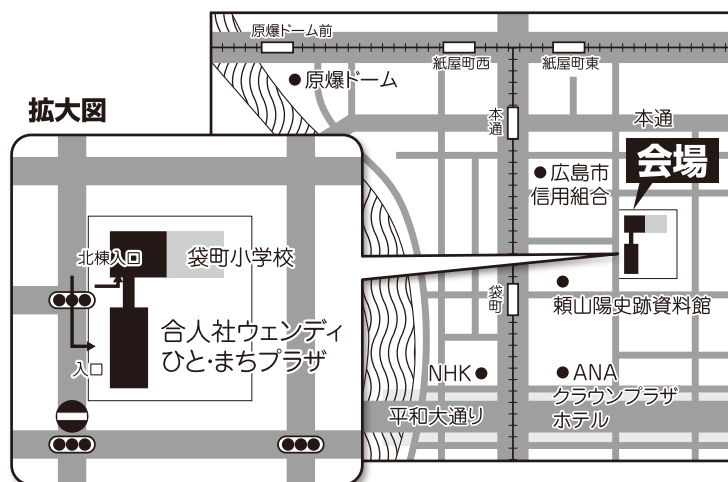 原爆ドーム前
紙屋町西
紙屋町東
原爆ドーム
拡大図
本通
本通
会場
広島市
信用組合
北棟入口
袋町小学校
袋町
頼山陽史跡資料館
合人社ウェンディ
ひと・まちプラザ
入口
NHK
ANA
クラウンプラザ
ホテル
平和大通り